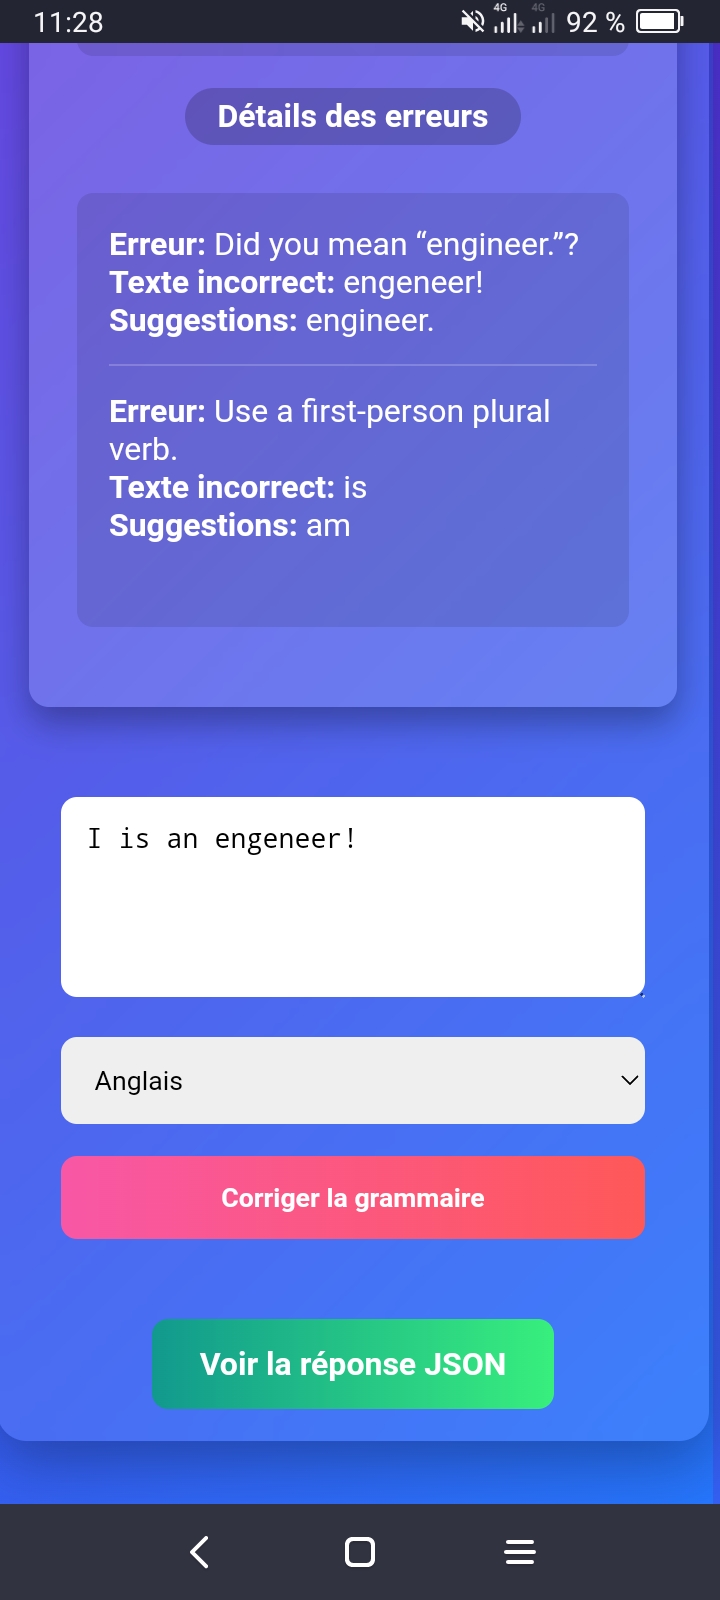 11:28
4G 4G 92 %
Détails des erreurs
Erreur: Did you mean “engineer.”?
Texte incorrect: engeneer!
Suggestions: engineer.
Erreur: Use a first-person plural
verb.
Texte incorrect: is
Suggestions: am
I is an engeneer!
Anglais
Corriger la grammaire
Voir la réponse JSON